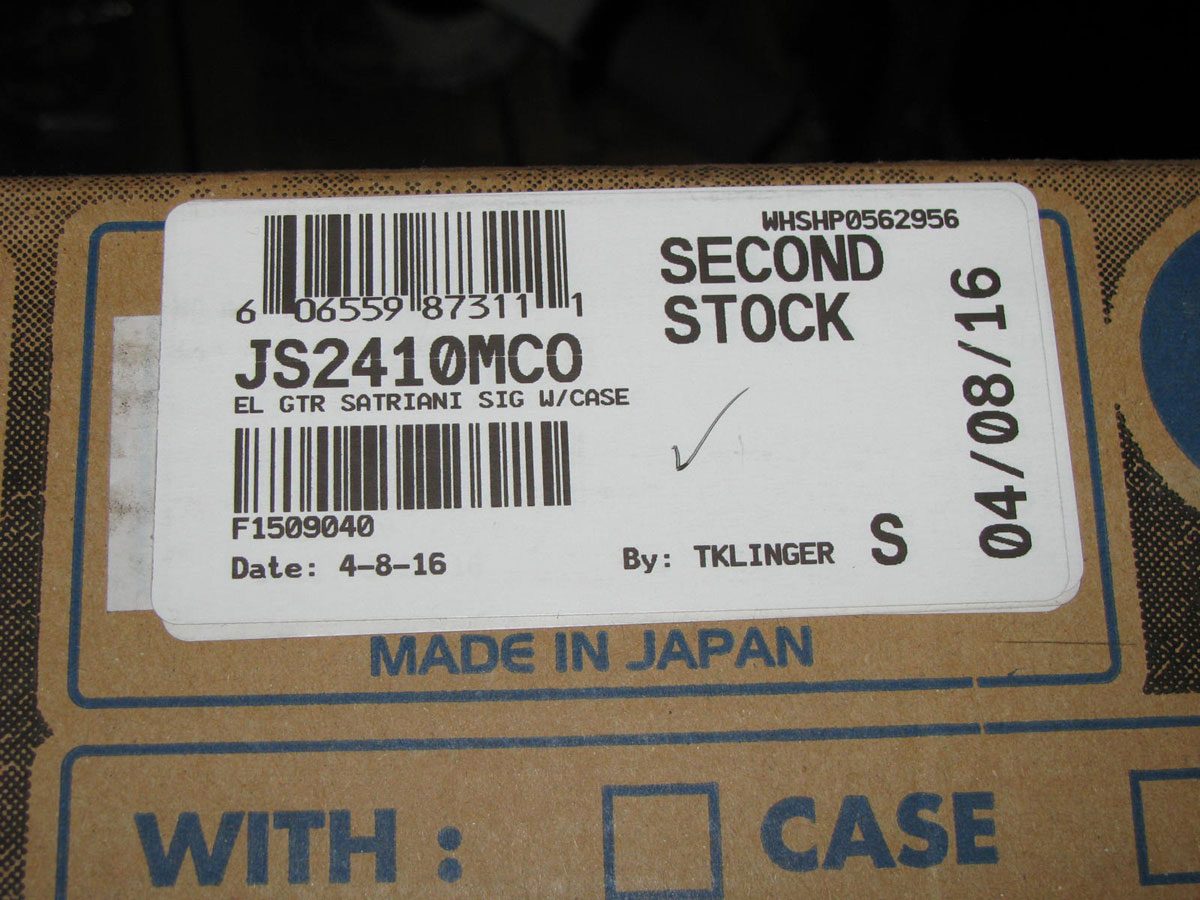 WHSHP0562956
SECOND
STOCK
6 06559 87311 1
JS2410MCO
EL GTR SATRIANI SIG W/CASE
F1509040
Date: 4-8-16
By: TKLINGER
S
04/08/16
MADE IN JAPAN
WITH : CASE